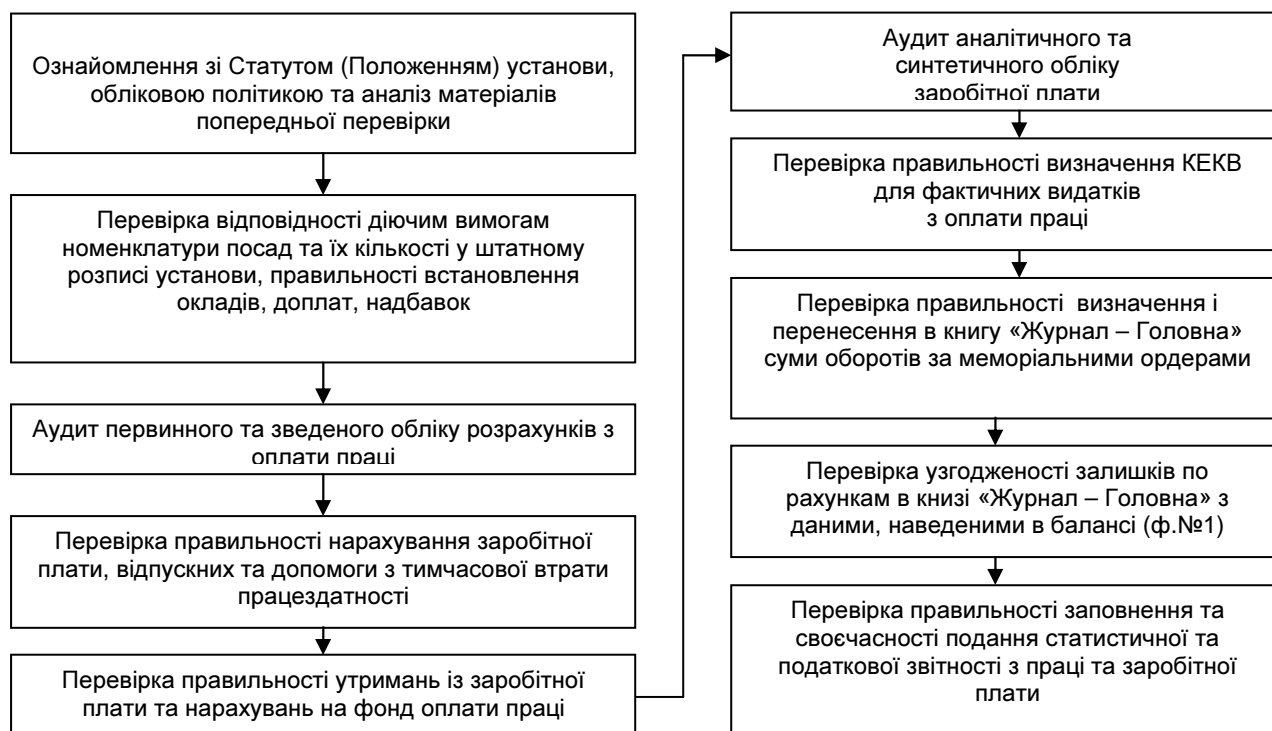 Ознайомлення зі Статутом (Положенням) установи,
обліковою політикою та аналіз матеріалів
попередньої перевірки
Перевірка відповідності діючим вимогам
номенклатури посад та їх кількості у штатному
розписі установи, правильності встановлення
окладів, доплат, надбавок
Аудит первинного та зведеного обліку розрахунків з
оплати праці
Перевірка правильності нарахування заробітної
плати, відпускних та допомоги з тимчасової втрати
працездатності
Перевірка правильності утримань із заробітної
плати та нарахувань на фонд оплати праці
Аудит аналітичного та
синтетичного обліку
заробітної плати
Перевірка правильності визначення КЕКВ
для фактичних видатків
з оплати праці
Перевірка правильності визначення і
перенесення в книгу «Журнал – Головна»
суми оборотів за меморіальними ордерами
Перевірка узгодженості залишків по
рахункам в книзі «Журнал – Головна» з
даними, наведеними в балансі (ф.№1)
Перевірка правильності заповнення та
своєчасності подання статистичної та
податкової звітності з праці та заробітної
плати